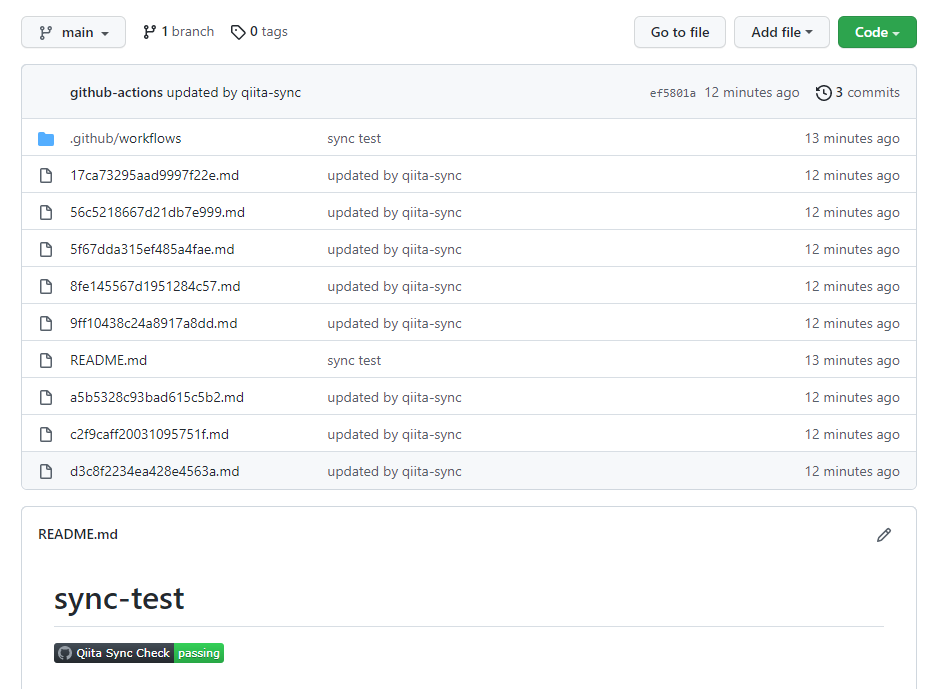 main 1 branch 0 tags Go to file Add file Code
github-actions updated by qiita-sync ef5801a 12 minutes ago 3 commits
.github/workflows sync test 13 minutes ago
17ca73295aad9997f22e.md updated by qiita-sync 12 minutes ago
56c5218667d21db7e999.md updated by qiita-sync 12 minutes ago
5f67dda315ef485a4fae.md updated by qiita-sync 12 minutes ago
8fe145567d1951284c57.md updated by qiita-sync 12 minutes ago
9ff10438c24a8917a8dd.md updated by qiita-sync 12 minutes ago
README.md sync test 13 minutes ago
a5b5328c93bad615c5b2.md updated by qiita-sync 12 minutes ago
c2f9caff20031095751f.md updated by qiita-sync 12 minutes ago
d3c8f2234ea428e4563a.md updated by qiita-sync 12 minutes ago
README.md
sync-test
Qiita Sync Check passing